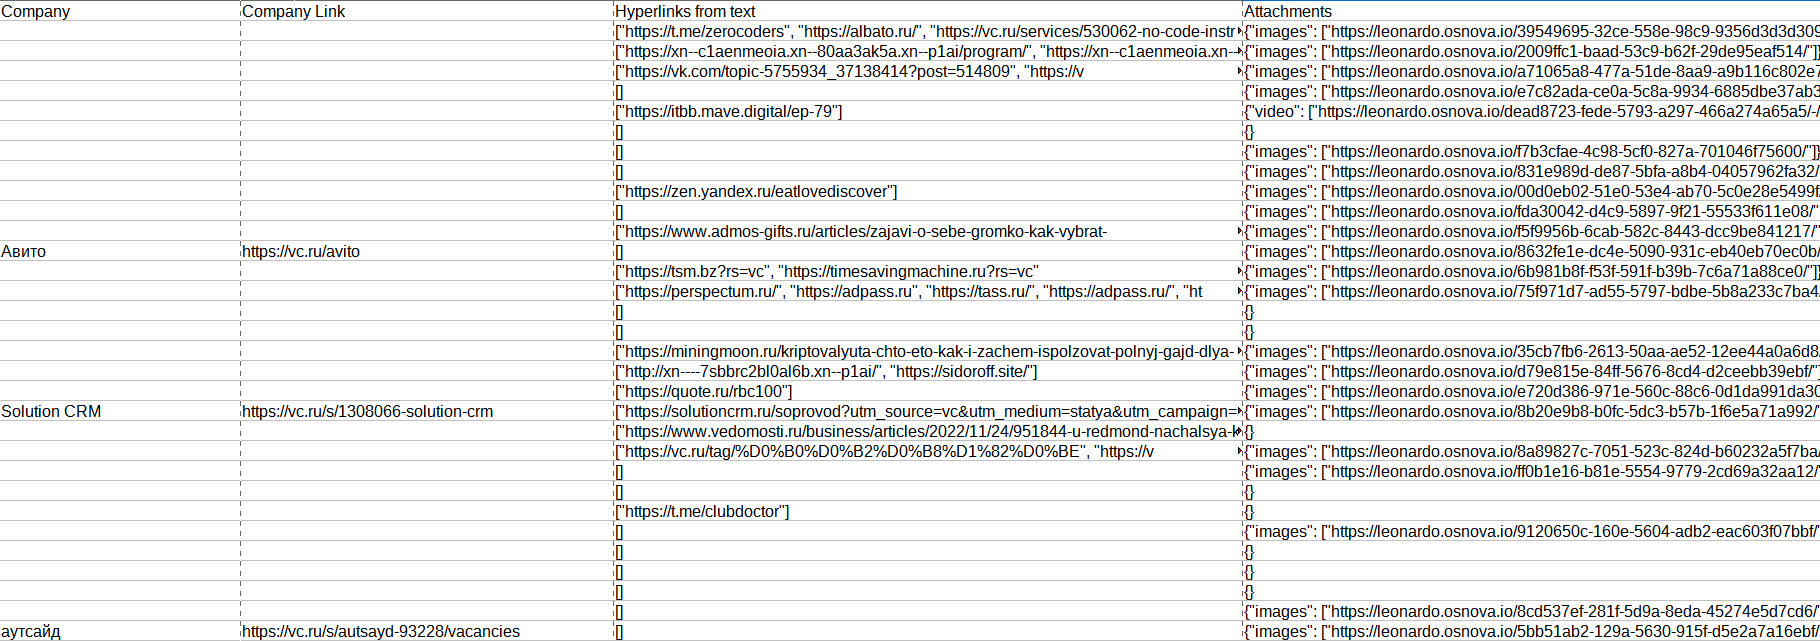 Company Company Link Hyperlinks from text Attachments
["https://t.me/zerocoders", "https://albato.ru/", "https://vc.ru/services/530062-no-code-instr {"images": ["https://leonardo.osnova.io/39549695-32ce-558e-98c9-9356d3d3d309
["https://xn--c1aenmeoia.xn--80aa3ak5a.xn--p1ai/program/", "https://xn--c1aenmeoia.xn-- {"images": ["https://leonardo.osnova.io/2009ffc1-baad-53c9-b62f-29de95eaf514/"]}
["https://vk.com/topic-5755934_37138414?post=514809", "https://v {"images": ["https://leonardo.osnova.io/a71065a8-477a-51de-8aa9-a9b116c802e7
[] {"images": ["https://leonardo.osnova.io/e7c82ada-ce0a-5c8a-9934-6885dbe37ab3
["https://itbb.mave.digital/ep-79"] {"video": ["https://leonardo.osnova.io/dead8723-fede-5793-a297-466a274a65a5/-/
[] {}
[] {"images": ["https://leonardo.osnova.io/f7b3cfae-4c98-5cf0-827a-701046f75600/"]}
[] {"images": ["https://leonardo.osnova.io/831e989d-de87-5bfa-a8b4-04057962fa32/
["https://zen.yandex.ru/eatlovediscover"] {"images": ["https://leonardo.osnova.io/00d0eb02-51e0-53e4-ab70-5c0e28e5499f
[] {"images": ["https://leonardo.osnova.io/fda30042-d4c9-5897-9f21-55533f611e08/"
["https://www.admos-gifts.ru/articles/zajavi-o-sebe-gromko-kak-vybrat- {"images": ["https://leonardo.osnova.io/f5f9956b-6cab-582c-8443-dcc9be841217/"
Авито https://vc.ru/avito [] {"images": ["https://leonardo.osnova.io/8632fe1e-dc4e-5090-931c-eb40eb70ec0b/
["https://tsm.bz?rs=vc", "https://timesavingmachine.ru?rs=vc" {"images": ["https://leonardo.osnova.io/6b981b8f-f53f-591f-b39b-7c6a71a88ce0/"]}
["https://perspectum.ru/", "https://adpass.ru", "https://tass.ru/", "https://adpass.ru/", "ht {"images": ["https://leonardo.osnova.io/75f971d7-ad55-5797-bdbe-5b8a233c7ba4
[] {}
[] {}
["https://miningmoon.ru/kriptovalyuta-chto-eto-kak-i-zachem-ispolzovat-polnyj-gajd-dlya- {"images": ["https://leonardo.osnova.io/35cb7fb6-2613-50aa-ae52-12ee44a0a6d8
["http://xn----7sbbrc2bl0al6b.xn--p1ai/", "https://sidoroff.site/"] {"images": ["https://leonardo.osnova.io/d79e815e-84ff-5676-8cd4-d2ceebb39ebf/"
["https://quote.ru/rbc100"] {"images": ["https://leonardo.osnova.io/e720d386-971e-560c-88c6-0d1da991da30
Solution CRM https://vc.ru/s/1308066-solution-crm ["https://solutioncrm.ru/soprovod?utm_source=vc&utm_medium=statya&utm_campaign= {"images": ["https://leonardo.osnova.io/8b20e9b8-b0fc-5dc3-b57b-1f6e5a71a992/"
["https://www.vedomosti.ru/business/articles/2022/11/24/951844-u-redmond-nachalsya-k {}
["https://vc.ru/tag/%D0%B0%D0%B2%D0%B8%D1%82%D0%BE", "https://v {"images": ["https://leonardo.osnova.io/8a89827c-7051-523c-824d-b60232a5f7ba/
[] {"images": ["https://leonardo.osnova.io/ff0b1e16-b81e-5554-9779-2cd69a32aa12/"
[] {}
["https://t.me/clubdoctor"] {}
[] {"images": ["https://leonardo.osnova.io/9120650c-160e-5604-adb2-eac603f07bbf/"
[] {}
[] {}
[] {}
[] {"images": ["https://leonardo.osnova.io/8cd537ef-281f-5d9a-8eda-45274e5d7cd6/"
аутсайд https://vc.ru/s/autsayd-93228/vacancies [] {"images": ["https://leonardo.osnova.io/5bb51ab2-129a-5630-915f-d5e2a7a16ebf/